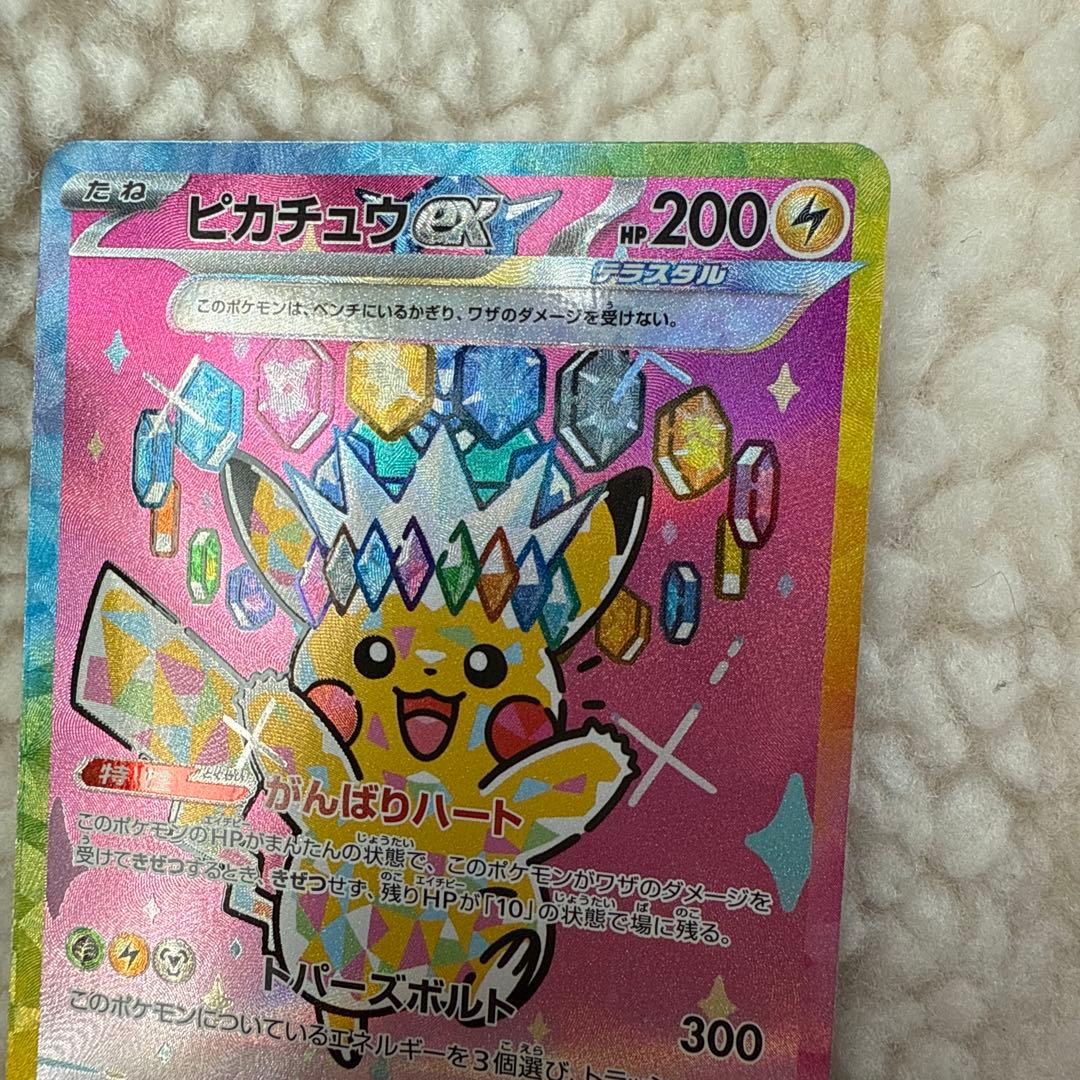 たね ピカチュウex HP200
テラスタル
このポケモンは、ベンチにいるかぎり、ワザのダメージを受けない。
特性 がんばりハート
このポケモンのHPがまんたんの状態で、このポケモンがワザのダメージを
受けてきぜつするとき、きぜつせず、残りHPが「10」の状態で場に残る。
トパーズボルト 300
このポケモンについているエネルギーを3個選び、トラッシ